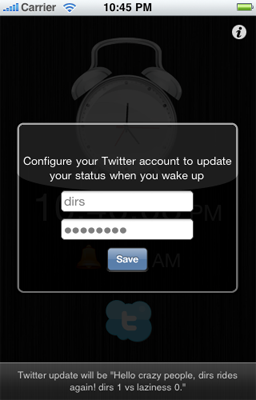 Carrier 10:45 PM
Configure your Twitter account to update
your status when you wake up
dirs
●●●●●●●●
Save
PM
AM
Twitter update will be "Hello crazy people, dirs rides
again! dirs 1 vs laziness 0."